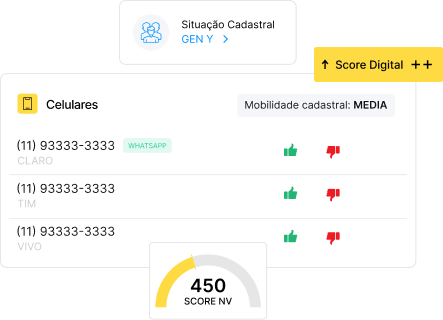 Situação Cadastral
GEN Y
Score Digital ++
Celulares
Mobilidade cadastral: MEDIA
(11) 93333-3333 WHATSAPP
CLARO
(11) 93333-3333
TIM
(11) 93333-3333
VIVO
450
SCORE NV